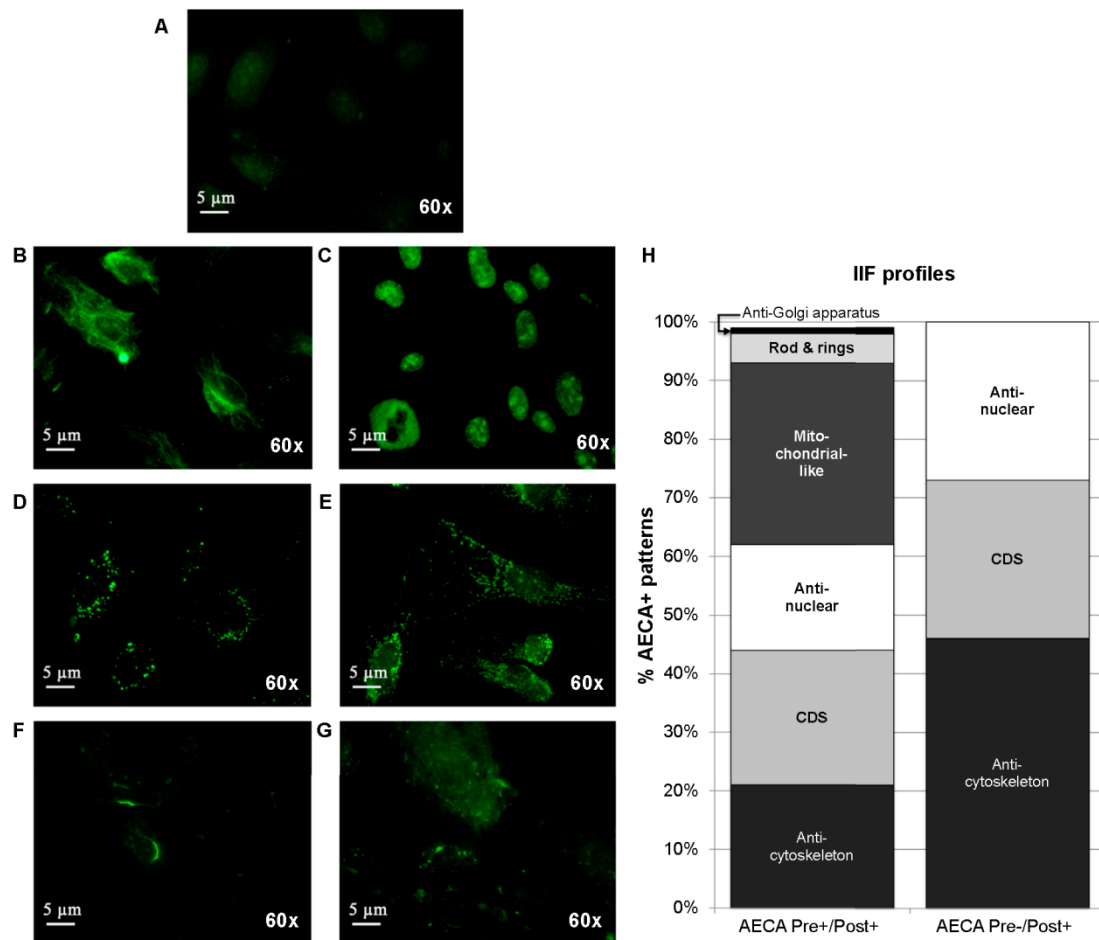 A
5 µm
60x
B
5 µm
60x
C
5 µm
60x
D
5 µm
60x
E
5 µm
60x
F
5 µm
60x
G
5 µm
60x
H
IIF profiles
% AECA+ patterns
100%
90%
80%
70%
60%
50%
40%
30%
20%
10%
0%
Anti-Golgi apparatus
Rod & rings
Mito-
chondrial-
like
Anti-
nuclear
CDS
Anti-
cytoskeleton
Anti-
nuclear
CDS
Anti-
cytoskeleton
AECA Pre+/Post+
AECA Pre-/Post+